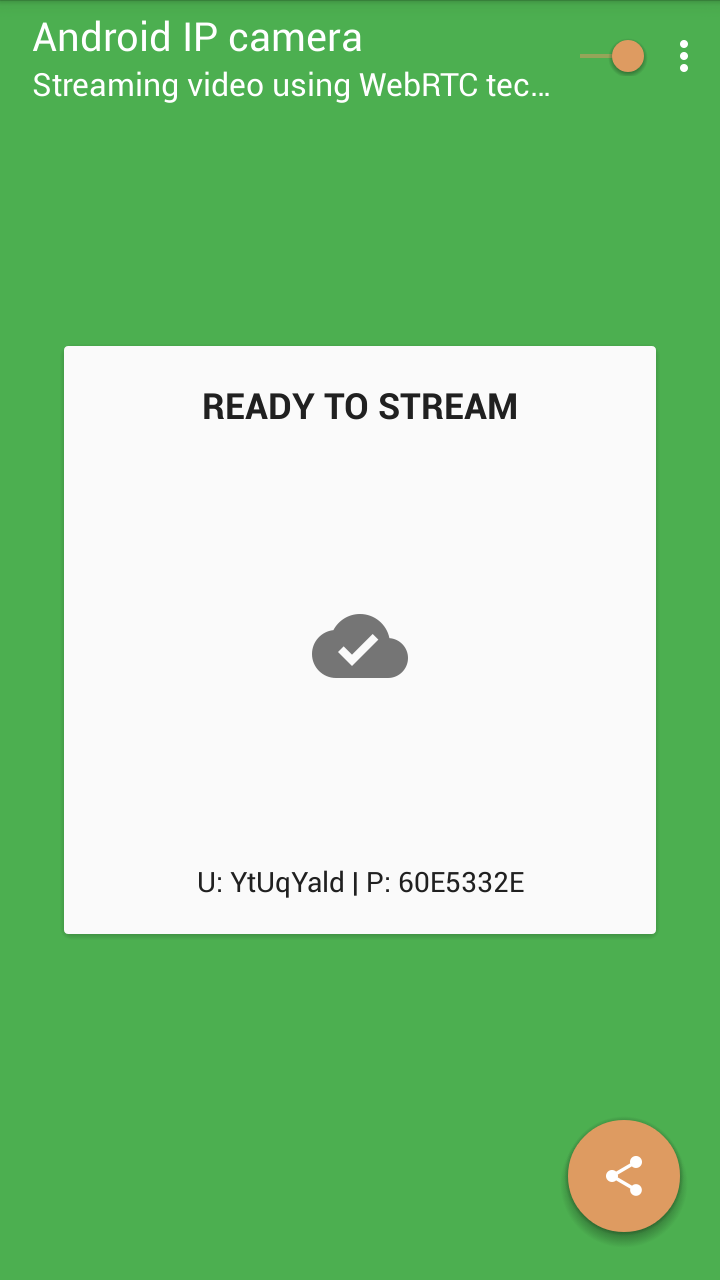 Android IP camera
Streaming video using WebRTC tec...
READY TO STREAM
U: YtUqYald | P: 60E5332E